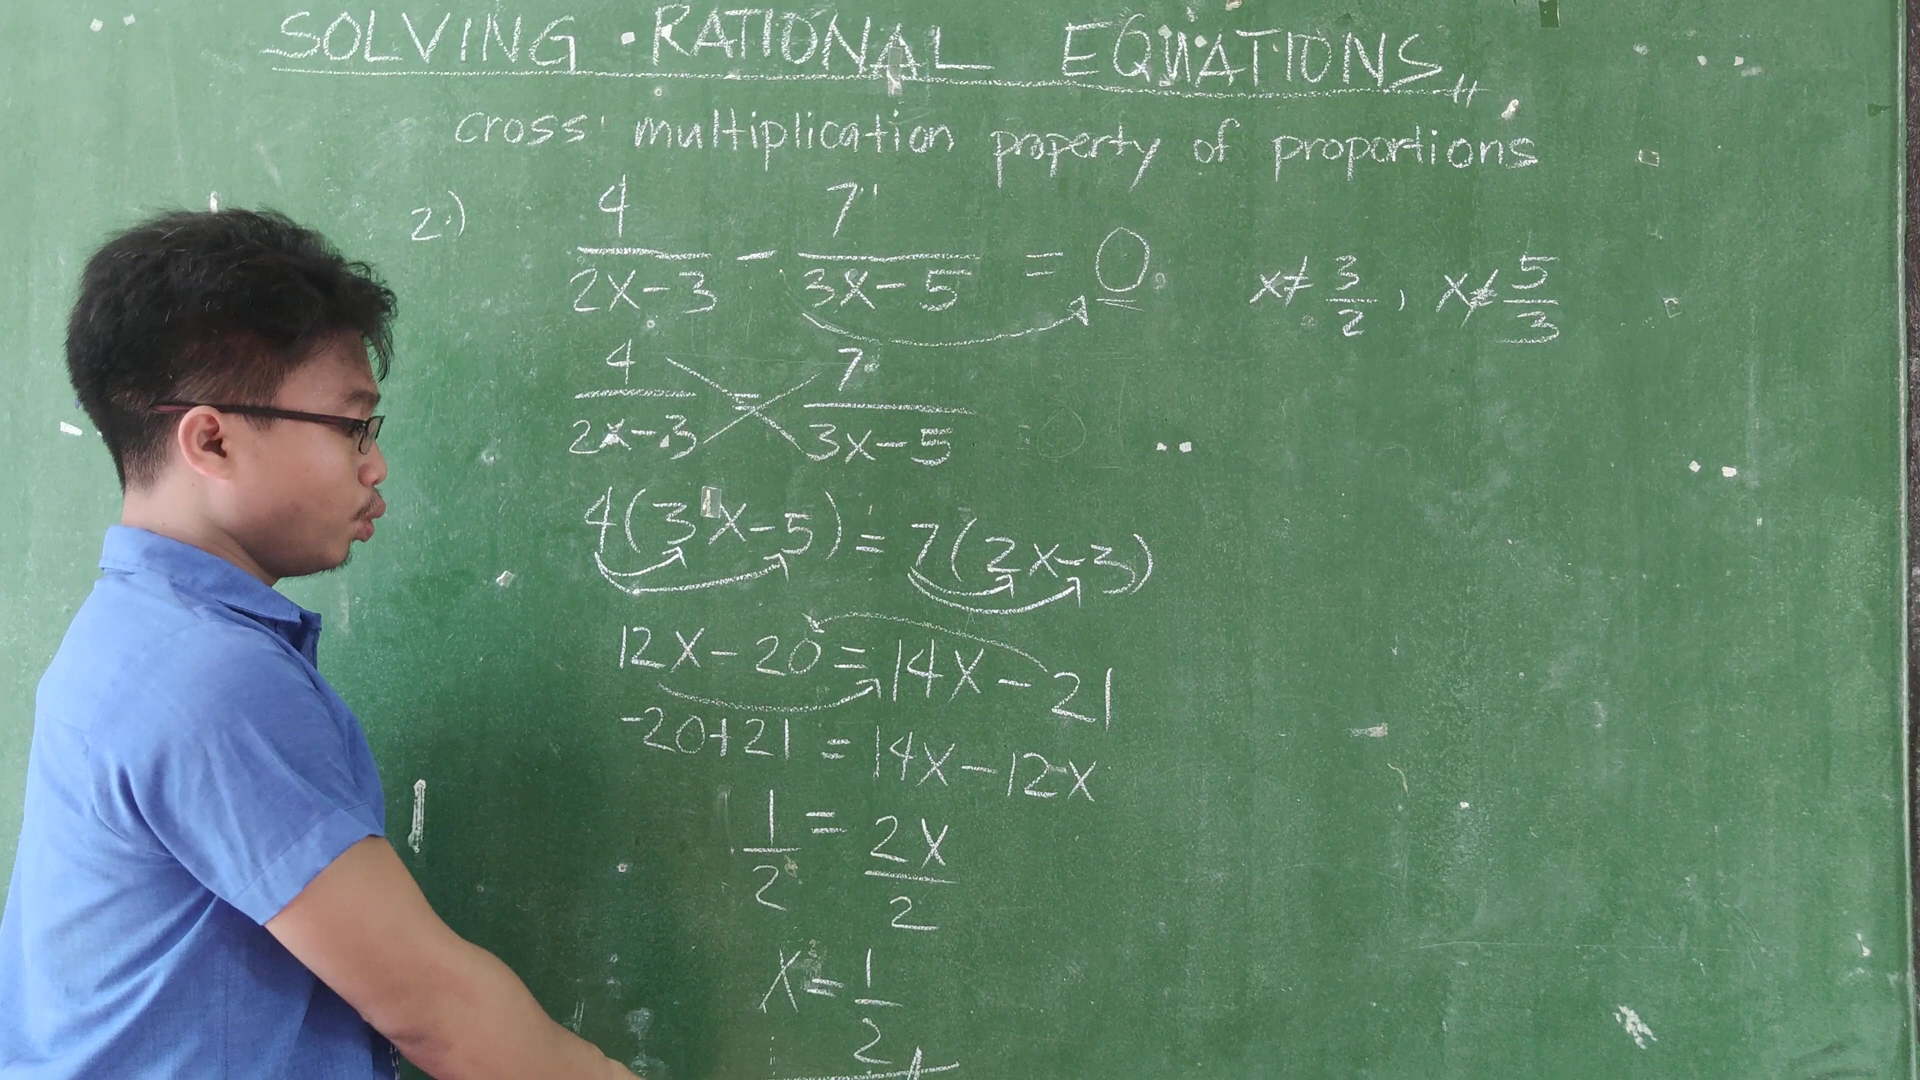 SOLVING RATIONAL EQUATIONS
cross multiplication property of proportions
2.) 4/(2x-3) - 7/(3x-5) = 0 x≠3/2, x≠5/3
4/(2x-3) = 7/(3x-5)
4(3x-5) = 7(2x-3)
12x-20 = 14x-21
-20+21 = 14x-12x
1/2 = 2x/2
x = 1/2